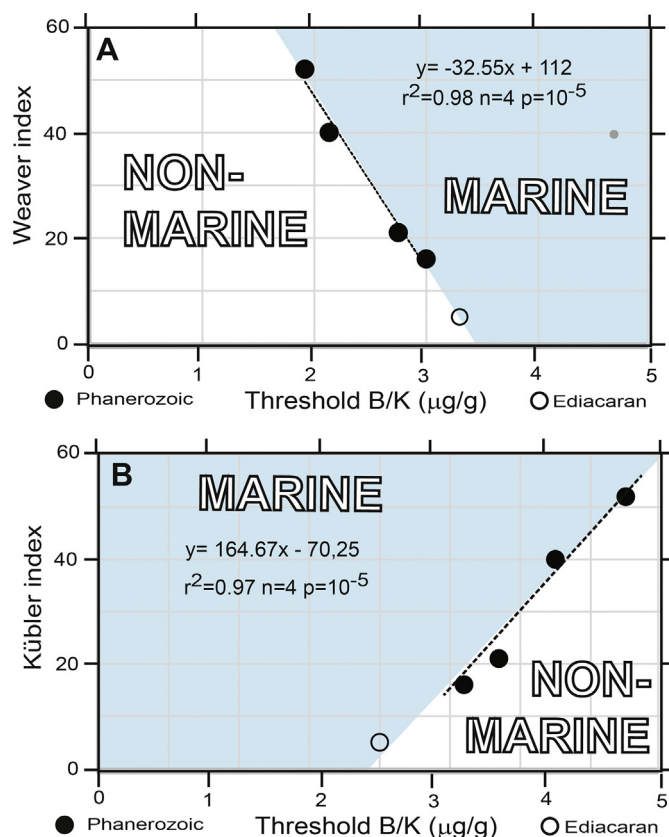 60
A
y= -32.55x + 112
r²=0.98 n=4 p=10⁻⁵
Weaver index
40
NON-
MARINE
MARINE
20
0
0 1 2 3 4 5
Phanerozoic Threshold B/K (µg/g) Ediacaran
60
B
MARINE
y= 164.67x - 70,25
r²=0.97 n=4 p=10⁻⁵
Kübler index
40
20
NON-
MARINE
0
0 1 2 3 4 5
Phanerozoic Threshold B/K (µg/g) Ediacaran